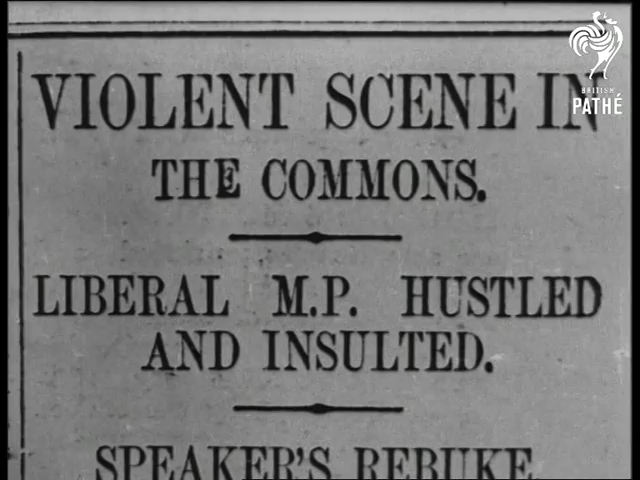 VIOLENT SCENE IN
THE COMMONS.
LIBERAL M.P. HUSTLED
AND INSULTED.
SPEAKER'S REBUKE
BRITISH
PATHÉ